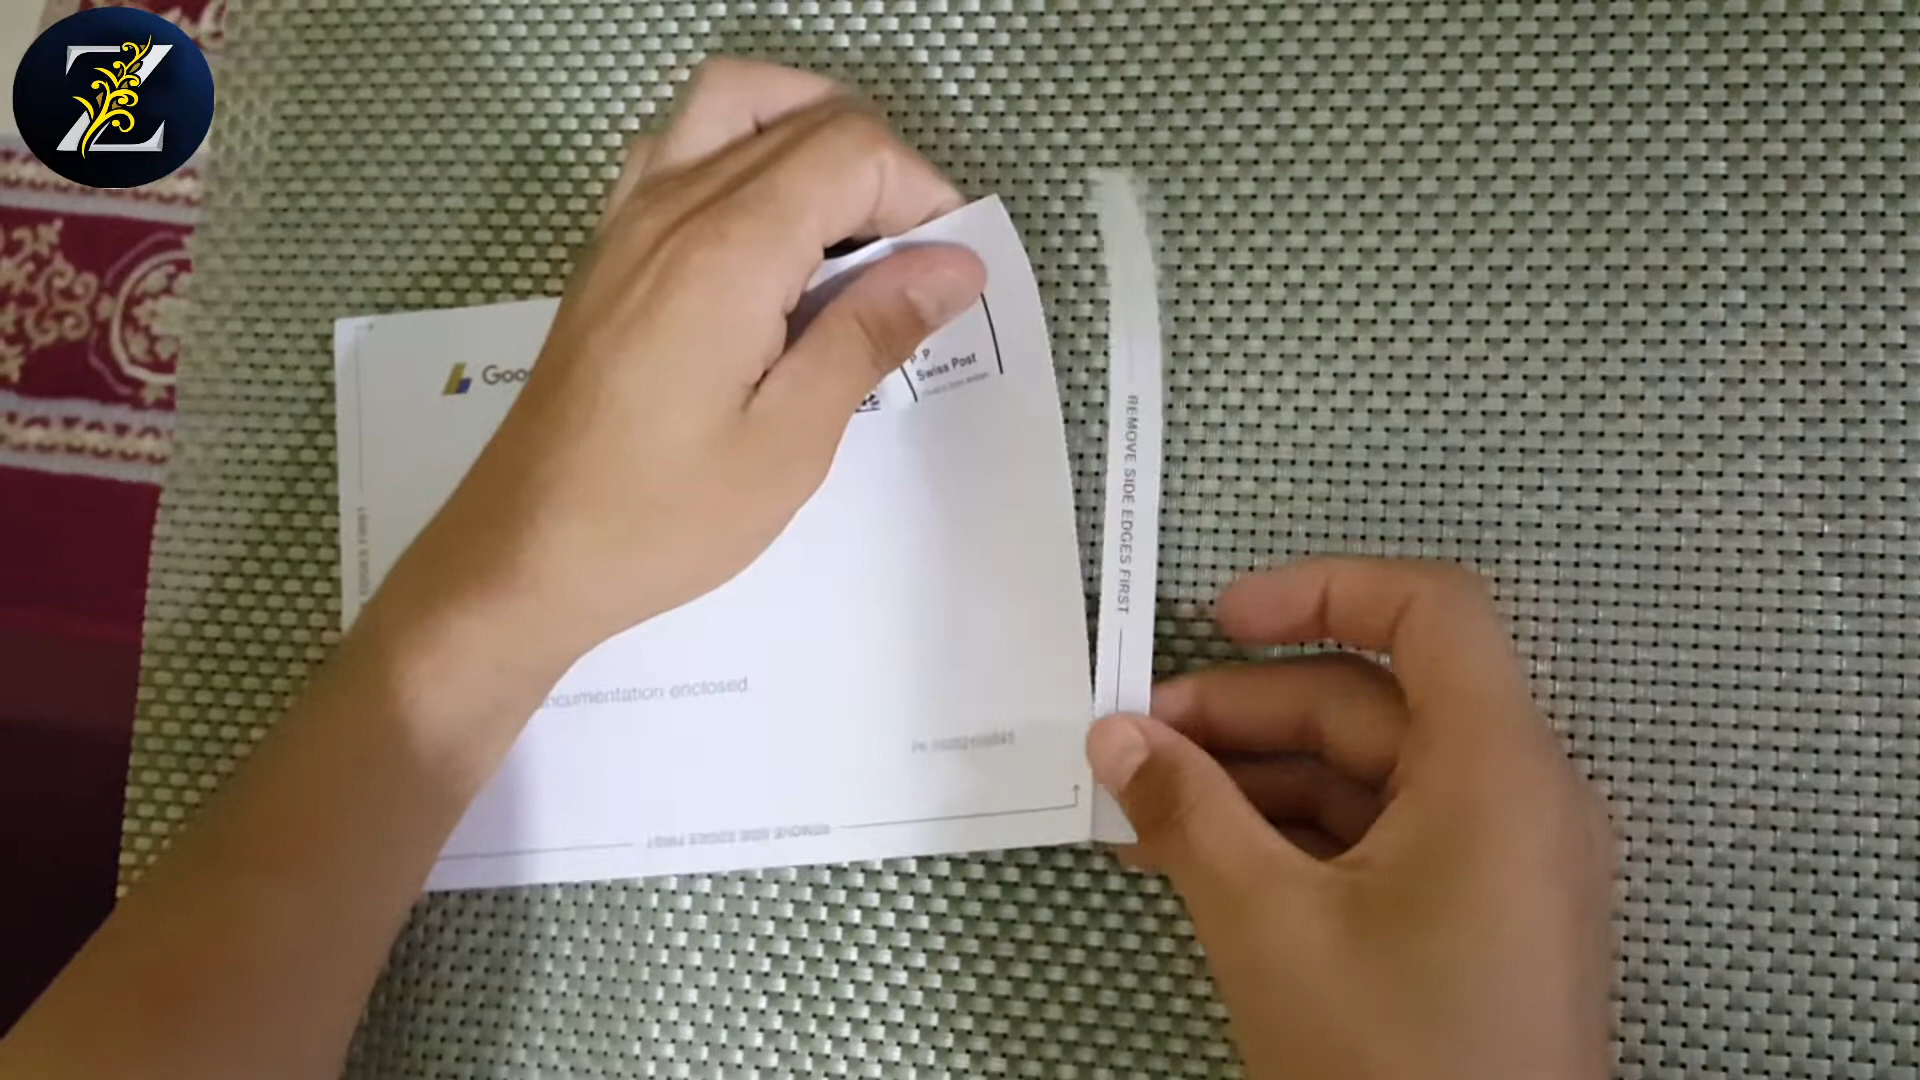 Z
Goo
P.P
Swiss Post
REMOVE SIDE EDGES FIRST
documentation enclosed.
REMOVE SIDE EDGES FIRST